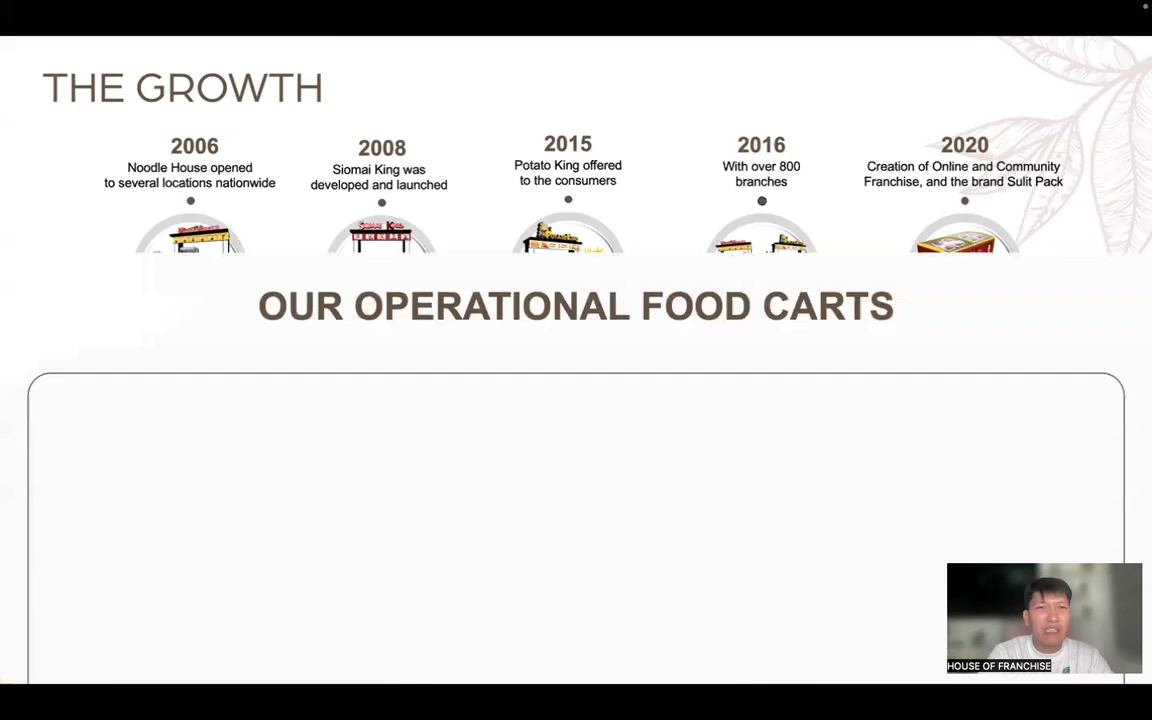 THE GROWTH
2006
Noodle House opened
to several locations nationwide
2008
Siomai King was
developed and launched
2015
Potato King offered
to the consumers
2016
With over 800
branches
2020
Creation of Online and Community
Franchise, and the brand Sulit Pack
Siomai King
OUR OPERATIONAL FOOD CARTS
HOUSE OF FRANCHISE